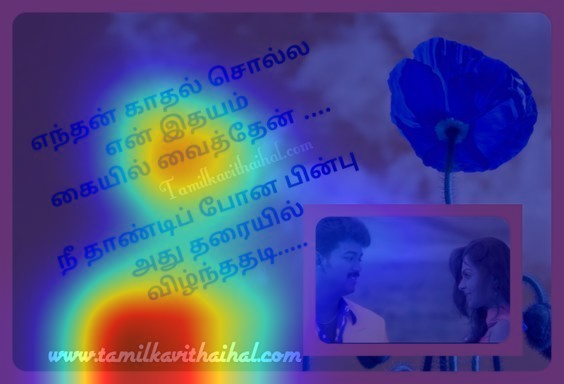 எந்தன் காதல் சொல்ல
என் இதயம்
கையில் வைத்தேன் ....
Tamilkavithaihal.com
நீ தாண்டிப் போன பின்பு
அது தரையில்
விழ்ந்ததடி.....
www.tamilkavithaihal.com